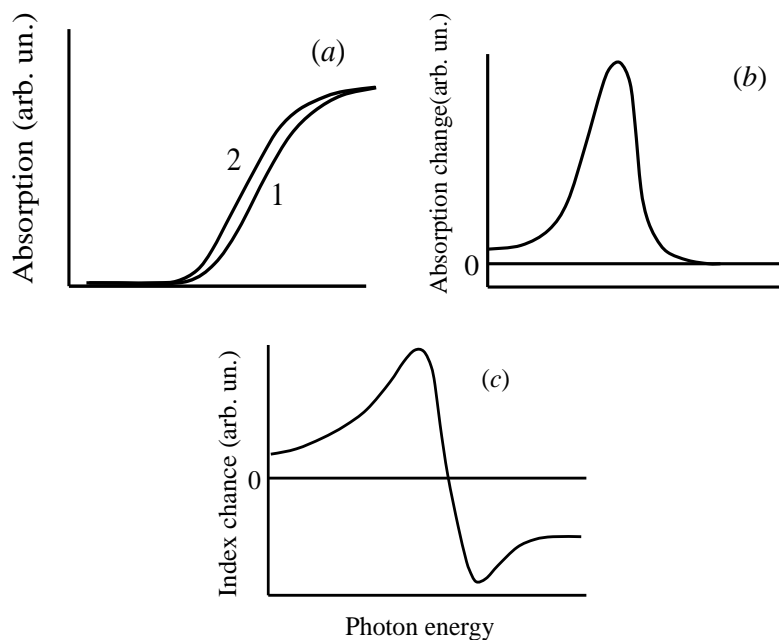 Absorption (arb. un.)
(a)
2
1
Absorption change(arb. un.)
(b)
0
Index chance (arb. un.)
(c)
0
Photon energy